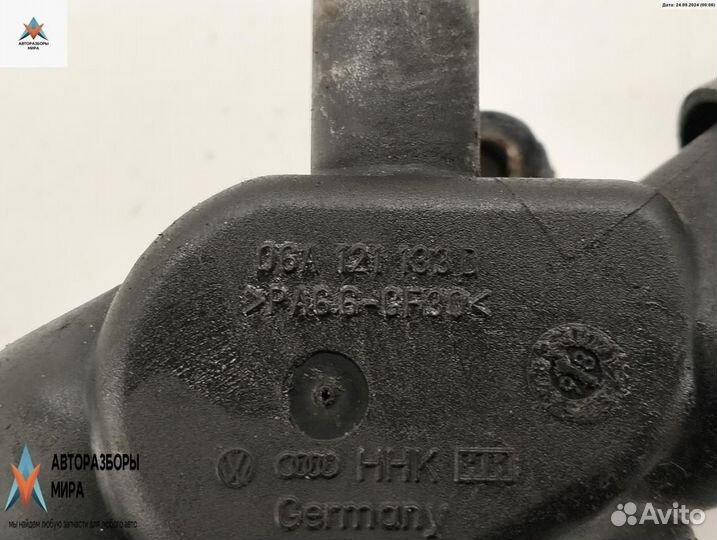 Дата: 24.09.2024 (00:06)
АВТОРАЗБОРЫ
МИРА
06A 121 133
>PA6.6-GF30<
HHK
Germany
АВТОРАЗБОРЫ
МИРА
мы найдем любую запчасти для любого авто
Avito